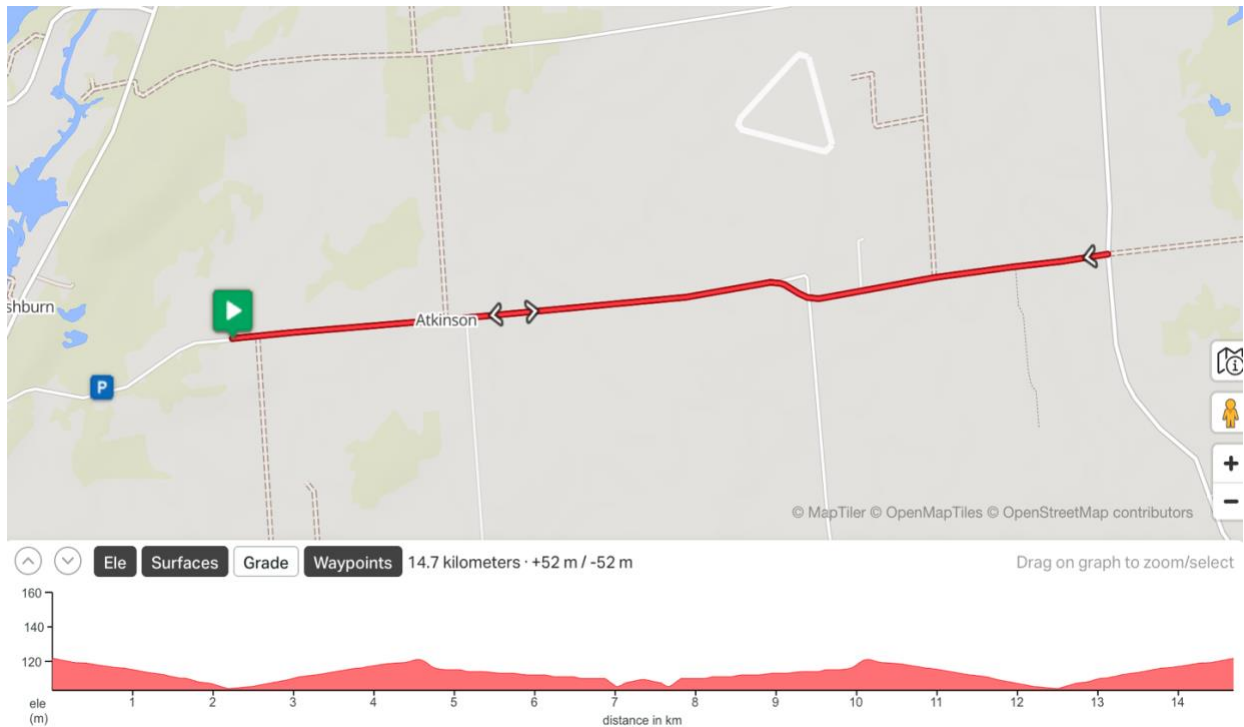 shburn
P
Atkinson
+
−
© MapTiler © OpenMapTiles © OpenStreetMap contributors
Ele Surfaces Grade Waypoints 14.7 kilometers · +52 m / -52 m Drag on graph to zoom/select
160
140
120
ele
(m)
1 2 3 4 5 6 7 8 9 10 11 12 13 14
distance in km